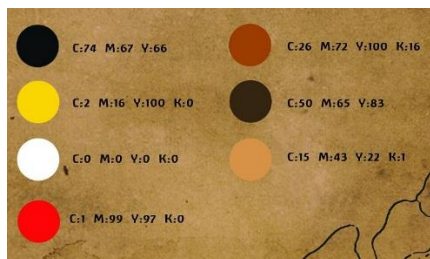 C:74 M:67 Y:66
C:2 M:16 Y:100 K:0
C:0 M:0 Y:0 K:0
C:1 M:99 Y:97 K:0
C:26 M:72 Y:100 K:16
C:50 M:65 Y:83
C:15 M:43 Y:22 K:1